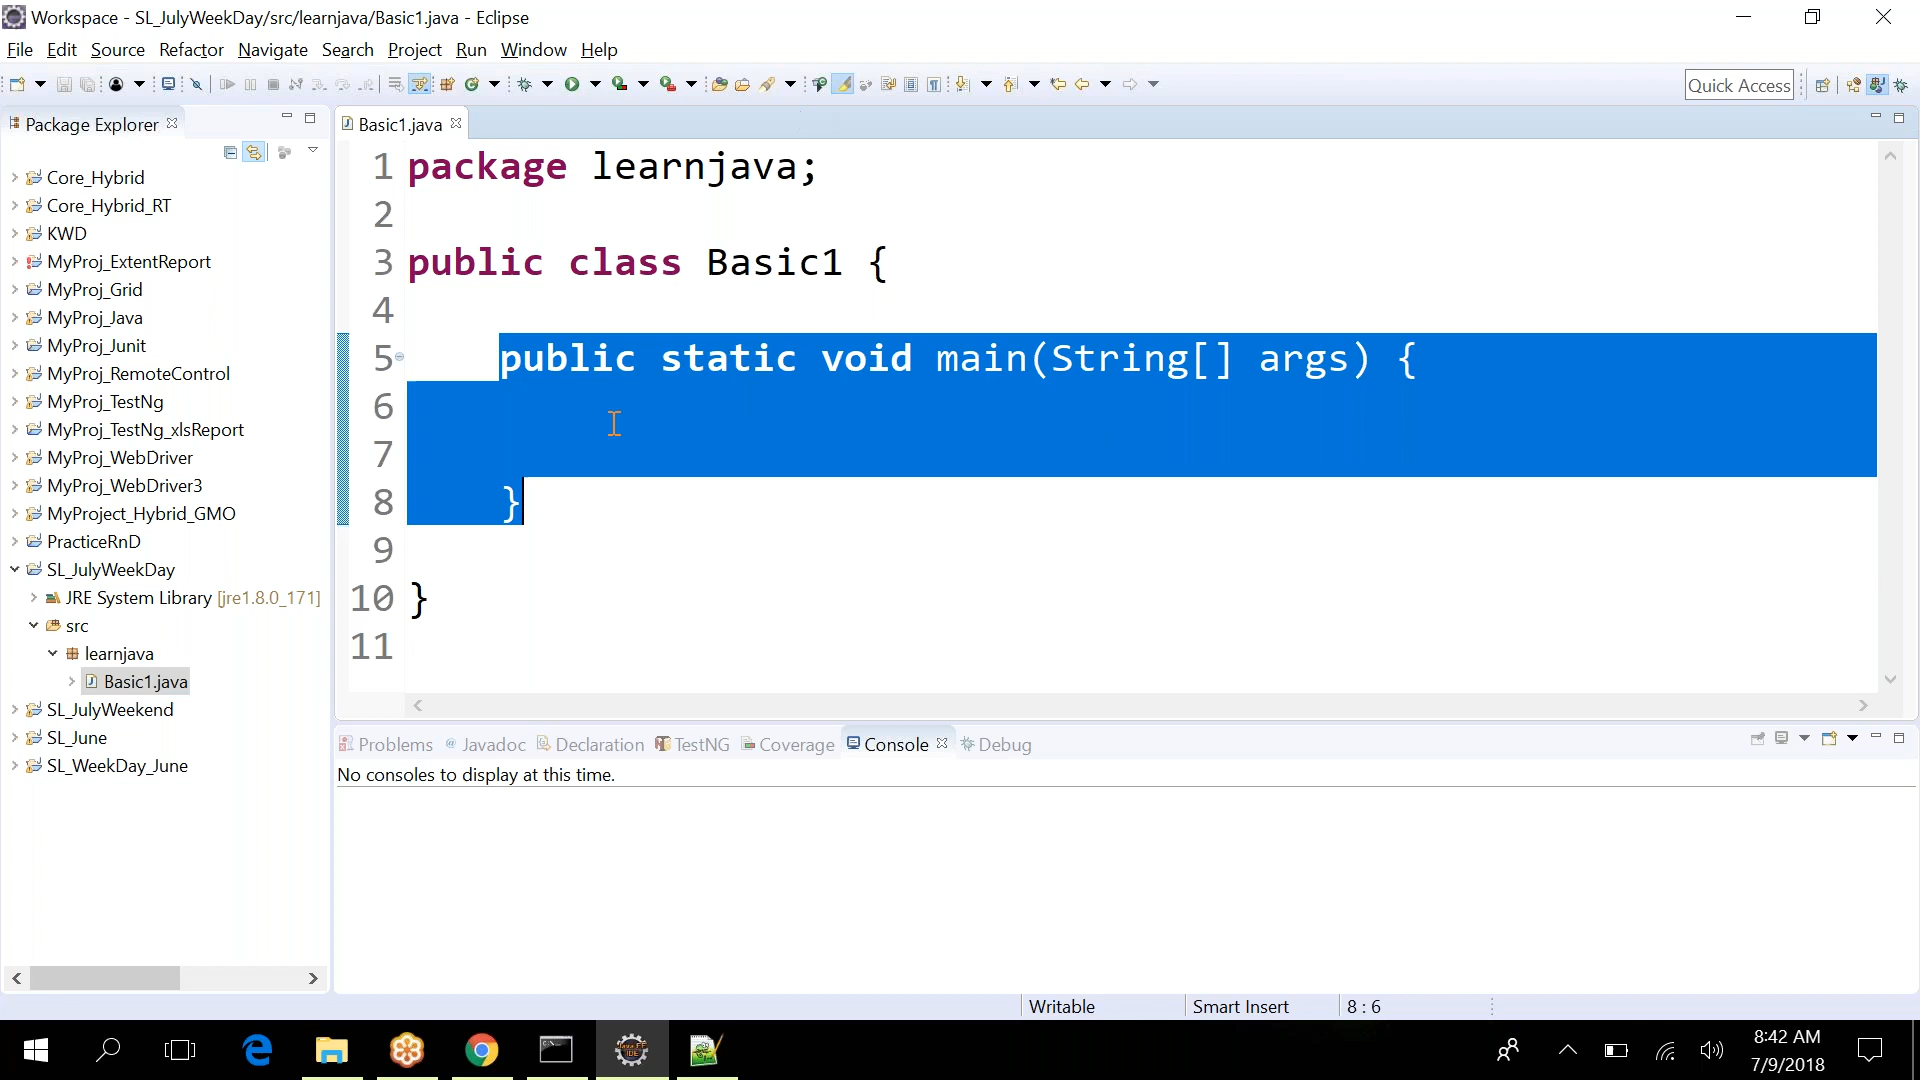 Workspace - SL_JulyWeekDay/src/learnjava/Basic1.java - Eclipse
File Edit Source Refactor Navigate Search Project Run Window Help
Quick Access
Package Explorer
Basic1.java
Core_Hybrid
Core_Hybrid_RT
KWD
MyProj_ExtentReport
MyProj_Grid
MyProj_Java
MyProj_Junit
MyProj_RemoteControl
MyProj_TestNg
MyProj_TestNg_xlsReport
MyProj_WebDriver
MyProj_WebDriver3
MyProject_Hybrid_GMO
PracticeRnD
SL_JulyWeekDay
JRE System Library [jre1.8.0_171]
src
learnjava
Basic1.java
SL_JulyWeekend
SL_June
SL_WeekDay_June
1 package learnjava;
2
3 public class Basic1 {
4
5 public static void main(String[] args) {
6
7
8 }
9
10 }
11
Problems Javadoc Declaration TestNG Coverage Console Debug
No consoles to display at this time.
Writable Smart Insert 8 : 6
8:42 AM
7/9/2018